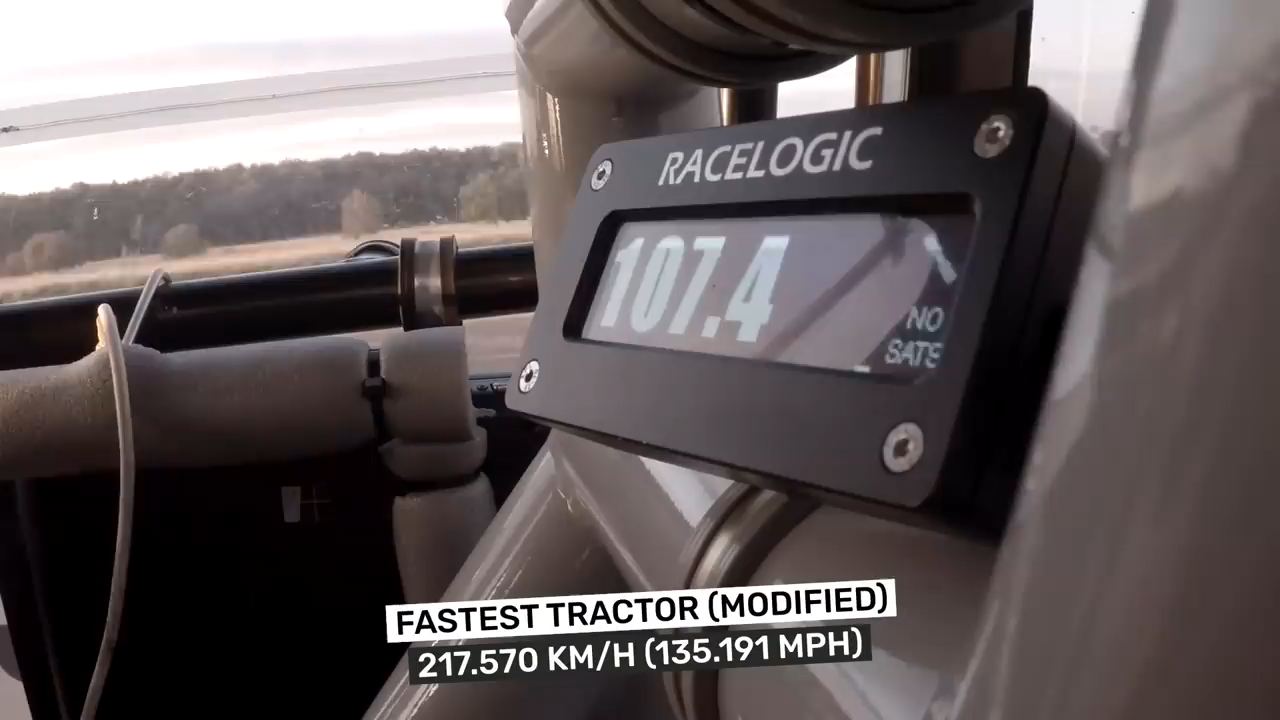 RACELOGIC
107.4
NO
SATS
FASTEST TRACTOR (MODIFIED)
217.570 KM/H (135.191 MPH)